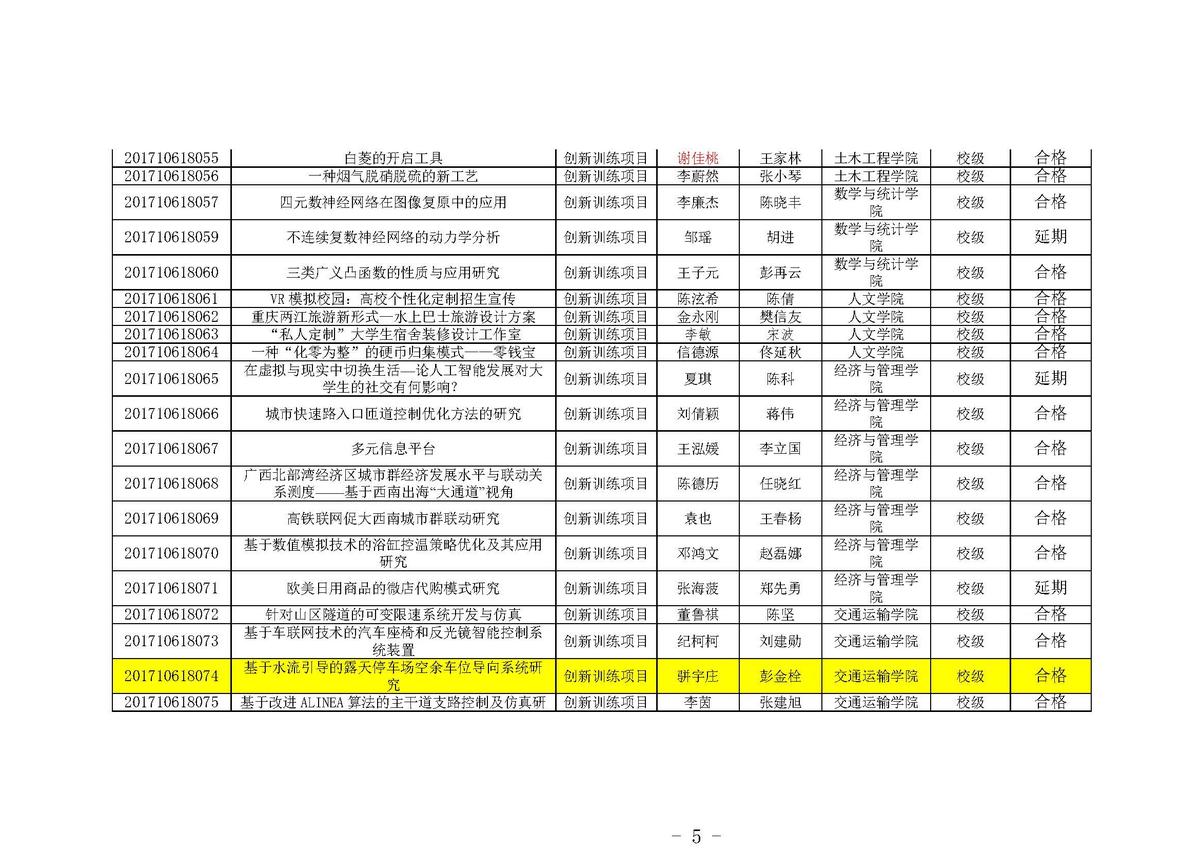 201710618055 白菱的开启工具 创新训练项目 谢佳桃 王家林 土木工程学院 校级 合格
201710618056 一种烟气脱硝脱硫的新工艺 创新训练项目 李蔚然 张小琴 土木工程学院 校级 合格
201710618057 四元数神经网络在图像复原中的应用 创新训练项目 李廉杰 陈晓丰 数学与统计学
院 校级 合格
201710618059 不连续复数神经网络的动力学分析 创新训练项目 邹瑶 胡进 数学与统计学
院 校级 延期
201710618060 三类广义凸函数的性质与应用研究 创新训练项目 王子元 彭再云 数学与统计学
院 校级 合格
201710618061 VR 模拟校园：高校个性化定制招生宣传 创新训练项目 陈泫希 陈倩 人文学院 校级 合格
201710618062 重庆两江旅游新形式—水上巴士旅游设计方案 创新训练项目 金永刚 樊信友 人文学院 校级 合格
201710618063 “私人定制”大学生宿舍装修设计工作室 创新训练项目 李敏 宋波 人文学院 校级 合格
201710618064 一种“化零为整”的硬币归集模式——零钱宝 创新训练项目 信德源 佟延秋 人文学院 校级 合格
201710618065 在虚拟与现实中切换生活—论人工智能发展对大
学生的社交有何影响？ 创新训练项目 夏琪 陈科 经济与管理学
院 校级 延期
201710618066 城市快速路入口匝道控制优化方法的研究 创新训练项目 刘倩颖 蒋伟 经济与管理学
院 校级 合格
201710618067 多元信息平台 创新训练项目 王泓媛 李立国 经济与管理学
院 校级 合格
201710618068 广西北部湾经济区城市群经济发展水平与联动关
系测度——基于西南出海“大通道”视角 创新训练项目 陈德历 任晓红 经济与管理学
院 校级 合格
201710618069 高铁联网促大西南城市群联动研究 创新训练项目 袁也 王春杨 经济与管理学
院 校级 合格
201710618070 基于数值模拟技术的浴缸控温策略优化及其应用
研究 创新训练项目 邓鸿文 赵磊娜 经济与管理学
院 校级 合格
201710618071 欧美日用商品的微店代购模式研究 创新训练项目 张海菠 郑先勇 经济与管理学
院 校级 延期
201710618072 针对山区隧道的可变限速系统开发与仿真 创新训练项目 董鲁祺 陈坚 交通运输学院 校级 合格
201710618073 基于车联网技术的汽车座椅和反光镜智能控制系
统装置 创新训练项目 纪柯柯 刘建勋 交通运输学院 校级 合格
201710618074 基于水流引导的露天停车场空余车位导向系统研
究 创新训练项目 骈宇庄 彭金栓 交通运输学院 校级 合格
201710618075 基于改进 ALINEA 算法的主干道支路控制及仿真研 创新训练项目 李茵 张建旭 交通运输学院 校级 合格
- 5 -